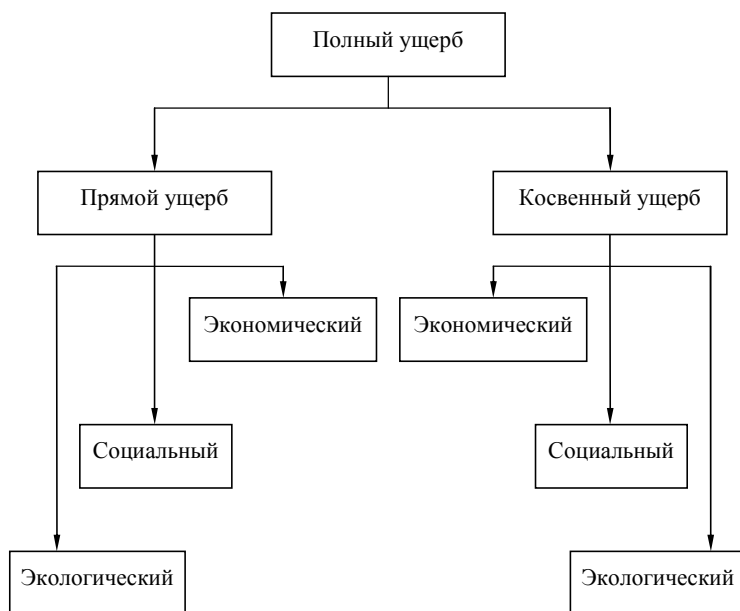 Полный ущерб
Прямой ущерб
Косвенный ущерб
Экономический
Экономический
Социальный
Социальный
Экологический
Экологический